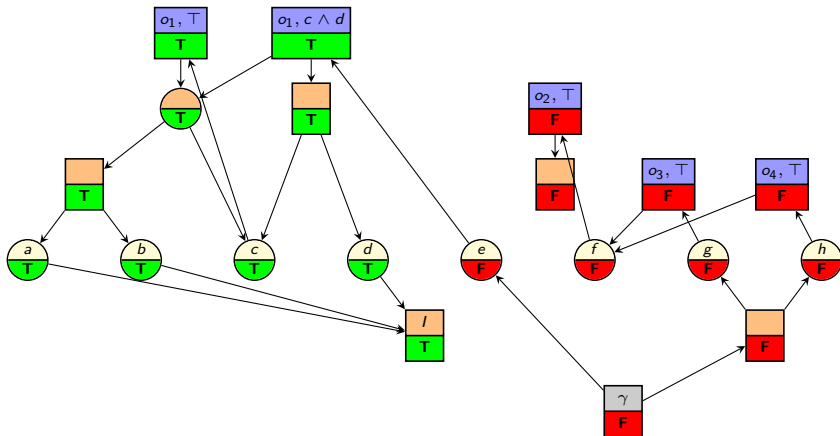 o₁, ⊤
T
o₁, c ∧ d
T
T
T
o₂, ⊤
F
F
T
o₃, ⊤
F
o₄, ⊤
F
a
T
b
T
c
T
d
T
e
F
f
F
g
F
h
F
I
T
F
γ
F